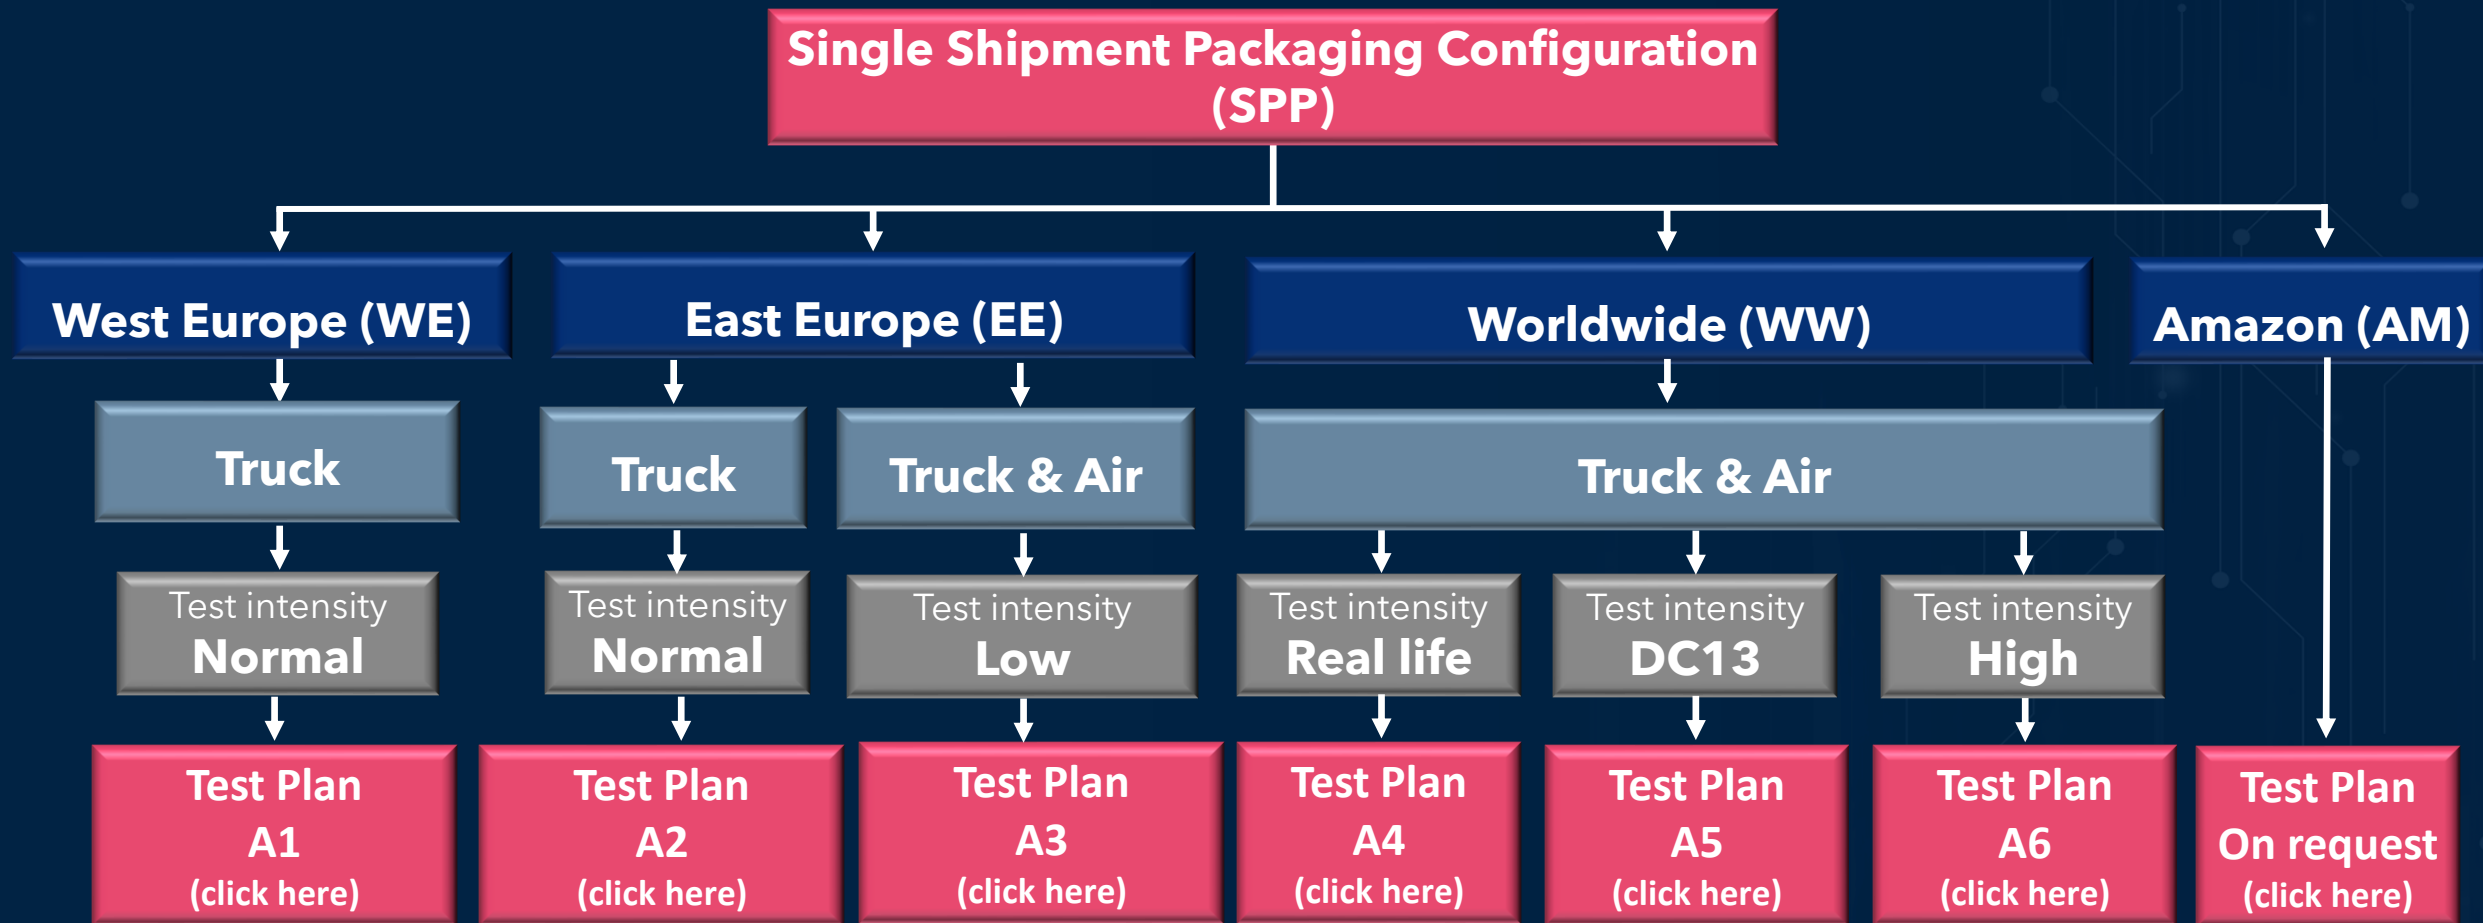 Single Shipment Packaging Configuration
(SPP)
West Europe (WE)
East Europe (EE)
Worldwide (WW)
Amazon (AM)
Truck
Truck
Truck & Air
Truck & Air
Test intensity
Normal
Test intensity
Normal
Test intensity
Low
Test intensity
Real life
Test intensity
DC13
Test intensity
High
Test Plan
A1
(click here)
Test Plan
A2
(click here)
Test Plan
A3
(click here)
Test Plan
A4
(click here)
Test Plan
A5
(click here)
Test Plan
A6
(click here)
Test Plan
On request
(click here)